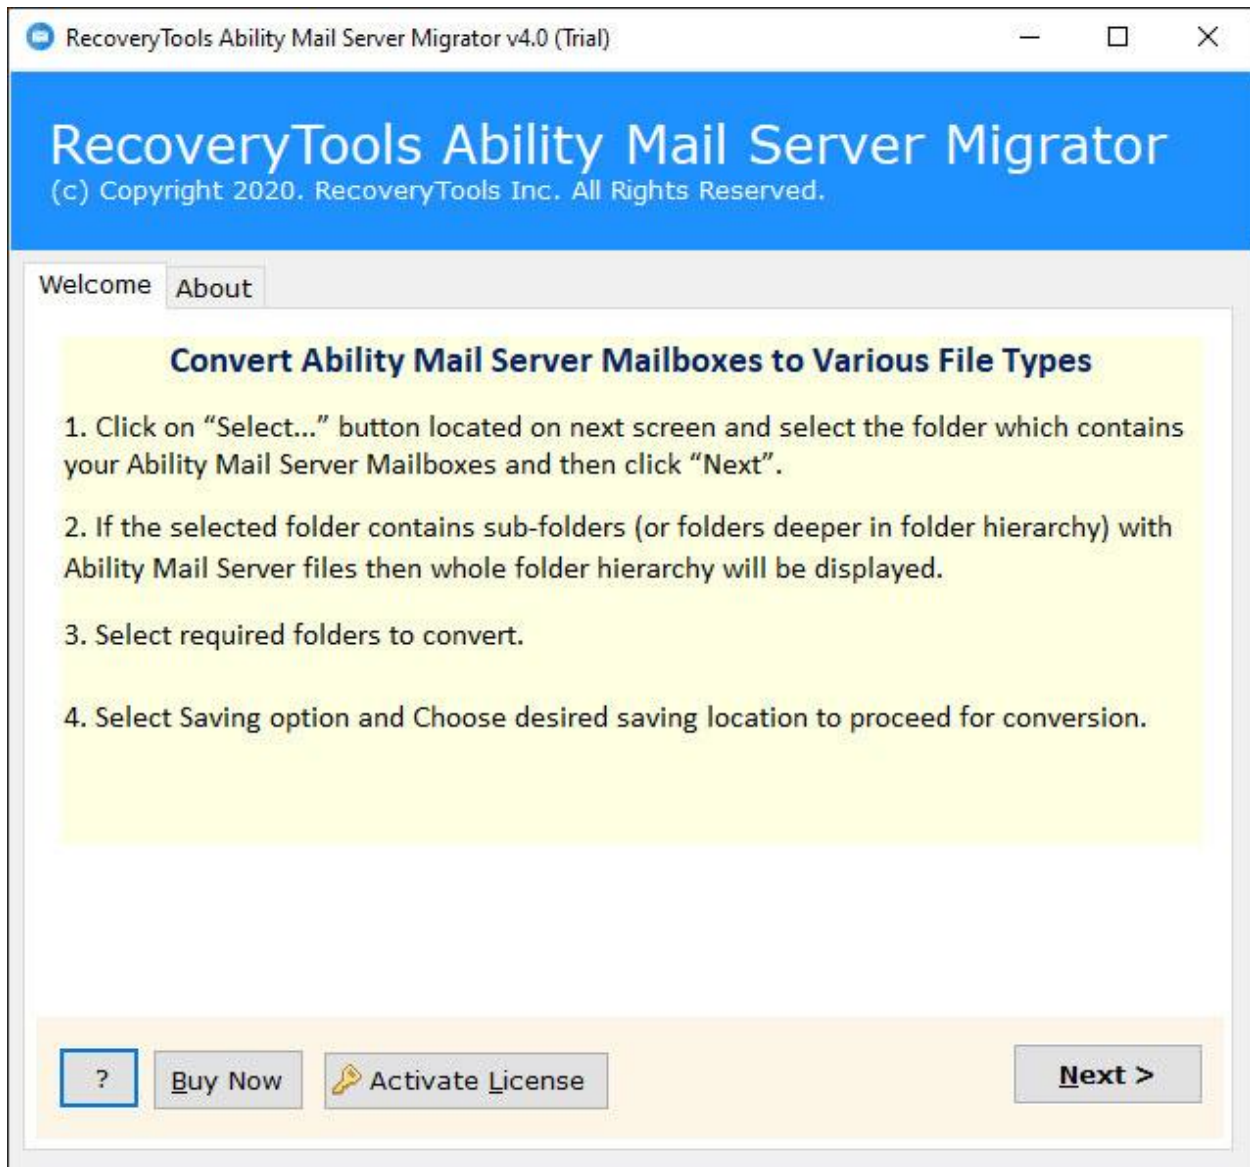 RecoveryTools Ability Mail Server Migrator v4.0 (Trial)
RecoveryTools Ability Mail Server Migrator
(c) Copyright 2020. RecoveryTools Inc. All Rights Reserved.
Welcome About
Convert Ability Mail Server Mailboxes to Various File Types
1. Click on “Select...” button located on next screen and select the folder which contains
your Ability Mail Server Mailboxes and then click “Next”.
2. If the selected folder contains sub-folders (or folders deeper in folder hierarchy) with
Ability Mail Server files then whole folder hierarchy will be displayed.
3. Select required folders to convert.
4. Select Saving option and Choose desired saving location to proceed for conversion.
? Buy Now Activate License Next >